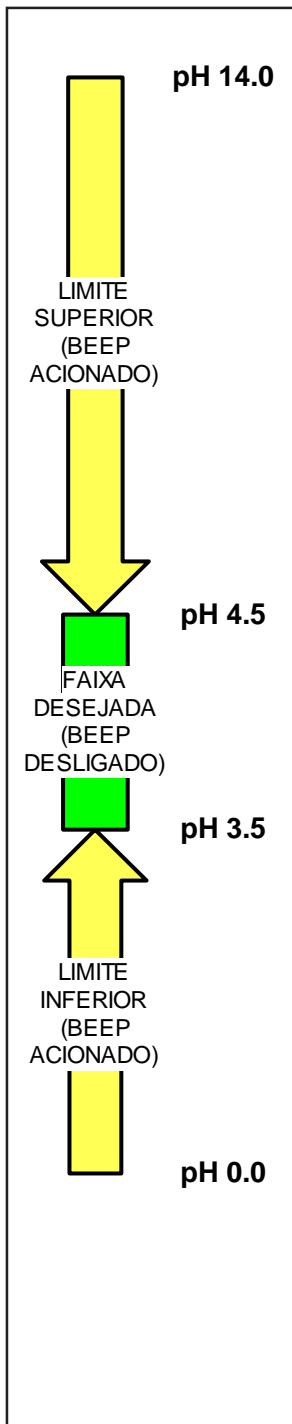 pH 14.0
LIMITE
SUPERIOR
(BEEP
ACIONADO)
pH 4.5
FAIXA
DESEJADA
(BEEP
DESLIGADO)
pH 3.5
LIMITE
INFERIOR
(BEEP
ACIONADO)
pH 0.0